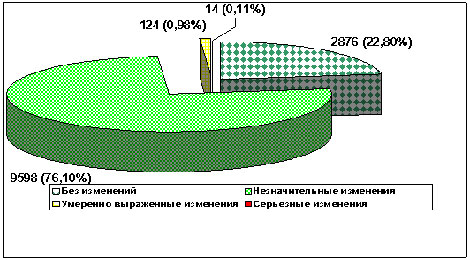 14 (0,11%)
124 (0,98%)
2876 (22,80%)
9598 (76,10%)
Без изменений
Незначительные изменения
Умеренно выраженные изменения
Серьезные изменения